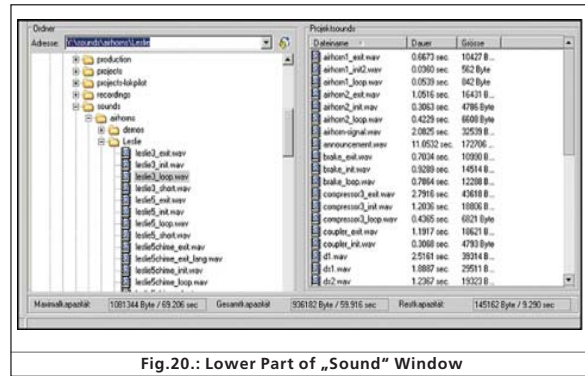 Ordner
Adresse: Y:\sounds\airhorns\Leslie
production
projects
projects-lokpilot
recordings
sounds
airhorns
demos
Leslie
leslie3_exit.wav
leslie3_init.wav
leslie3_loop.wav
leslie3_short.wav
leslie5_exit.wav
leslie5_init.wav
leslie5_loop.wav
leslie5_short.wav
leslie5chime_exit.wav
leslie5chime_exit_lang.wav
leslie5chime_init.wav
leslie5chime_loop.wav
Projektsounds
Dateiname Dauer Grösse
airhorn1_exit.wav 0.6673 sec. 10427 B...
airhorn1_init2.wav 0.0360 sec. 562 Byte
airhorn1_loop.wav 0.0539 sec. 842 Byte
airhorn2_exit.wav 1.0516 sec. 16431 B...
airhorn2_init.wav 0.3063 sec. 4786 Byte
airhorn2_loop.wav 0.4229 sec. 6608 Byte
airhorn-signal.wav 2.0825 sec. 32539 B...
announcement.wav 11.0532 sec. 172706 ...
brake_exit.wav 0.7034 sec. 10990 B...
brake_init.wav 0.9289 sec. 14514 B...
brake_loop.wav 0.7864 sec. 12288 B...
compressor3_exit.wav 2.7916 sec. 43618 B...
compressor3_init.wav 1.2036 sec. 18806 B...
compressor3_loop.wav 0.4365 sec. 6821 Byte
coupler_exit.wav 1.1917 sec. 18621 B...
coupler_init.wav 0.3068 sec. 4793 Byte
d1.wav 2.5161 sec. 39314 B...
ds1.wav 1.8887 sec. 29511 B...
ds2.wav 1.2367 sec. 19323 B...
Maximalkapazität: 1081344 Byte / 69.206 sec Gesamtkapazität: 936182 Byte / 59.916 sec Restkapazität: 145162 Byte / 9.290 sec
Fig.20.: Lower Part of „Sound“ Window